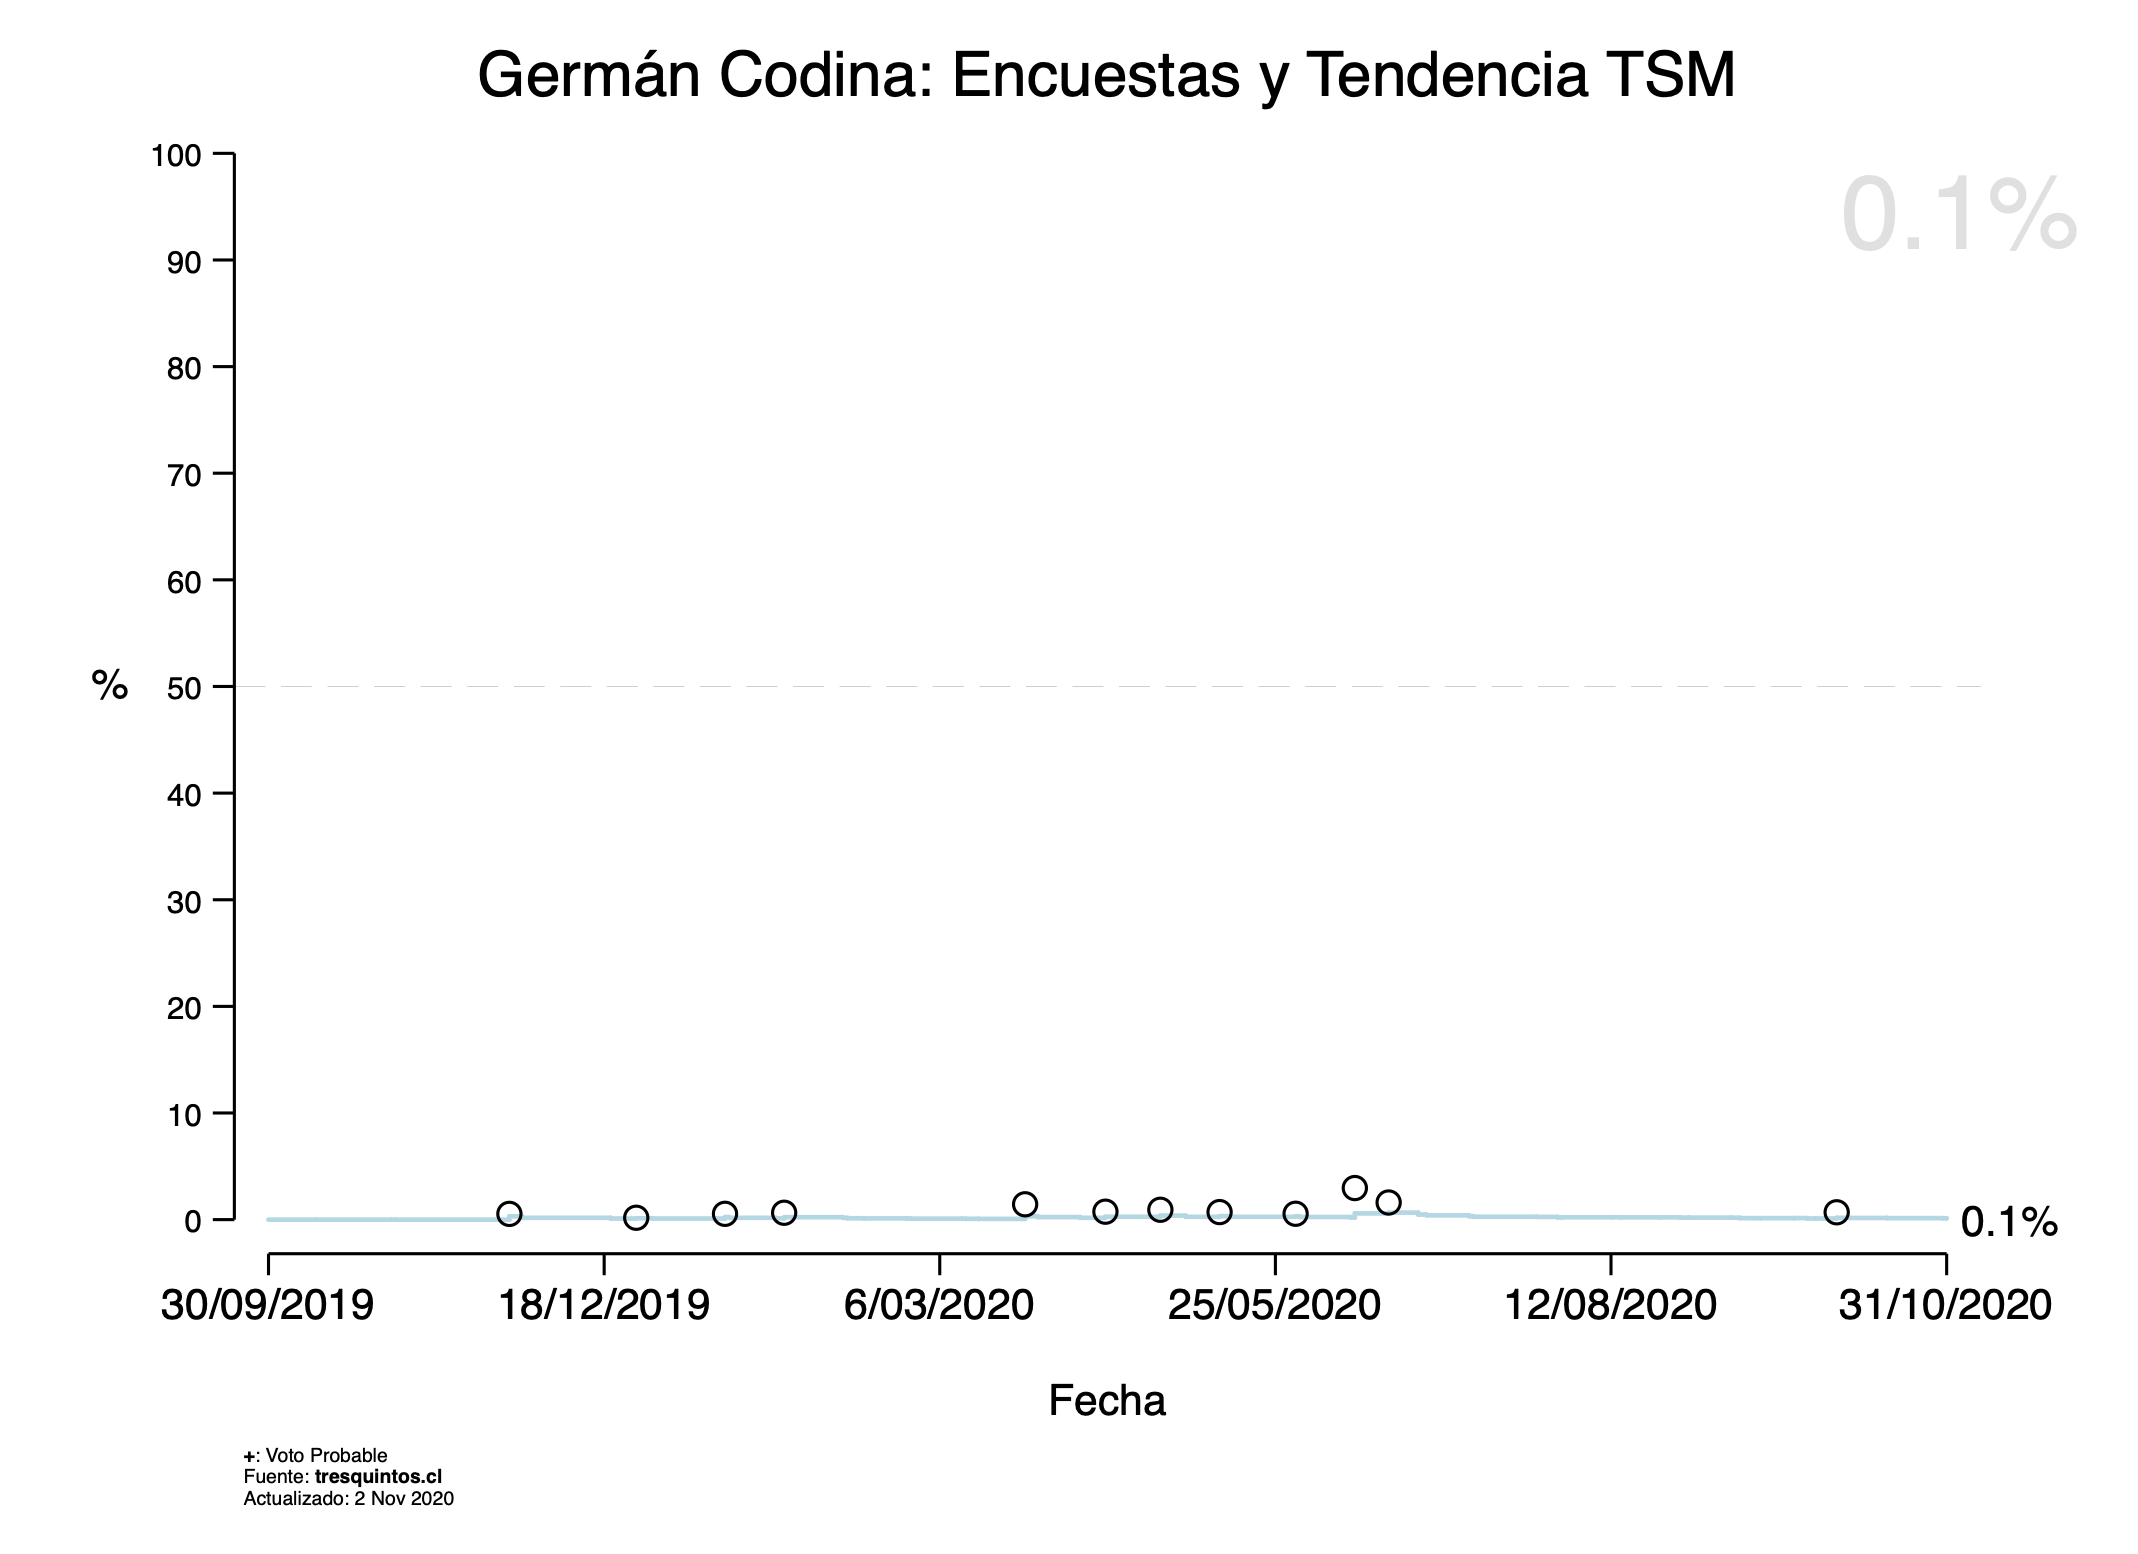 Germán Codina: Encuestas y Tendencia TSM
0.1%
100
90
80
70
60
% 50
40
30
20
10
0
0.1%
30/09/2019 18/12/2019 6/03/2020 25/05/2020 12/08/2020 31/10/2020
Fecha
+: Voto Probable
Fuente: tresquintos.cl
Actualizado: 2 Nov 2020